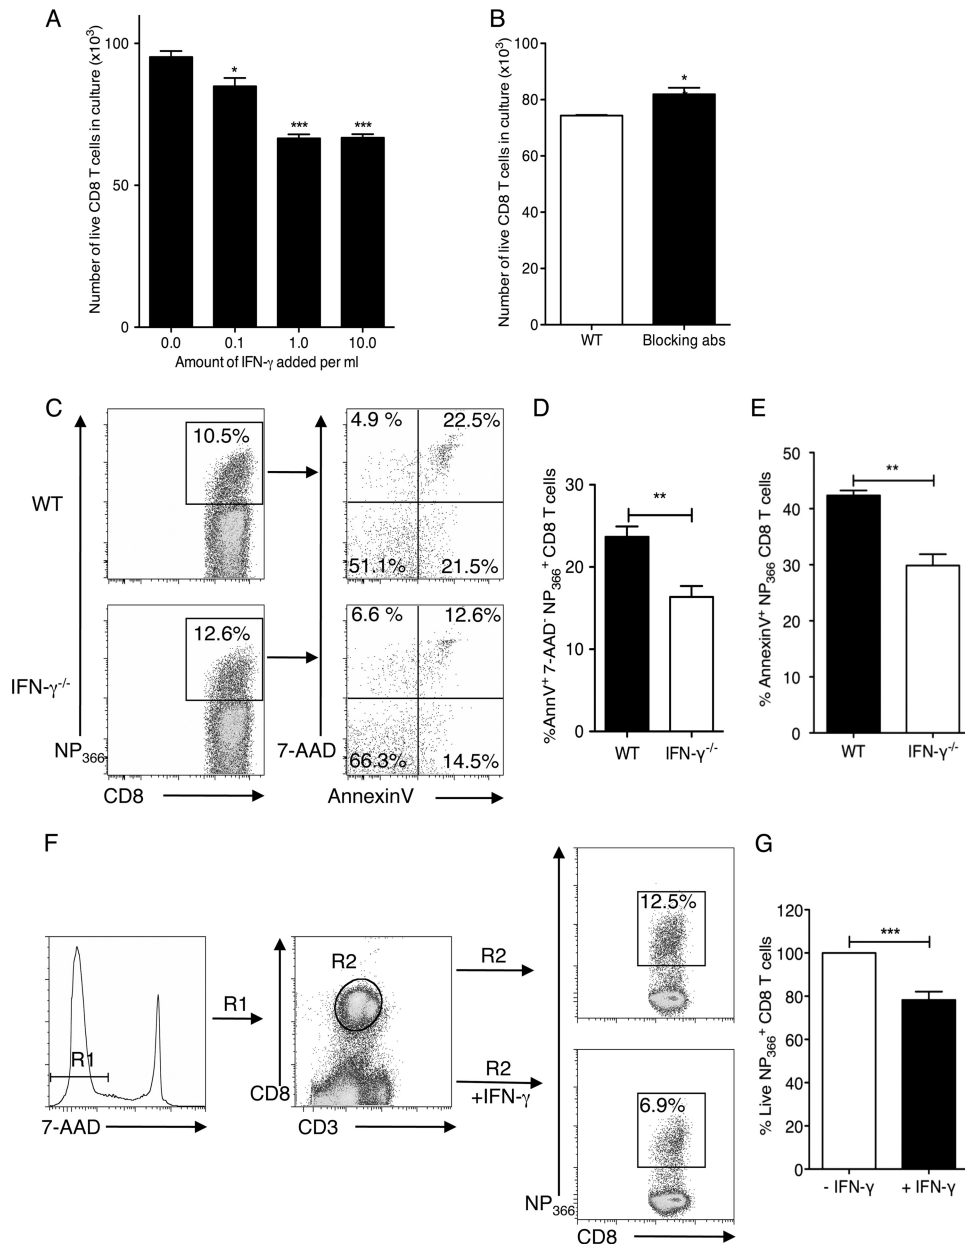 A
Number of live CD8 T cells in culture (x10³)
100
50
0
*
***
***
0.0 0.1 1.0 10.0
Amount of IFN-γ added per ml
B
Number of live CD8 T cells in culture (x10³)
100
80
60
40
20
0
*
WT Blocking abs
C
WT
10.5%
4.9 % 22.5%
51.1% 21.5%
IFN-γ-/-
12.6%
6.6 % 12.6%
66.3% 14.5%
NP366
CD8
7-AAD
AnnexinV
D
%AnnV+ 7-AAD- NP366+ CD8 T cells
30
20
10
0
**
WT IFN-γ-/-
E
% AnnexinV+ NP366 CD8 T cells
50
40
30
20
10
0
**
WT IFN-γ-/-
F
R1
7-AAD
R1
R2
CD8
CD3
R2
R2
+IFN-γ
12.5%
6.9%
NP366
CD8
G
% Live NP366+ CD8 T cells
120
100
80
60
40
20
0
***
- IFN-γ + IFN-γ